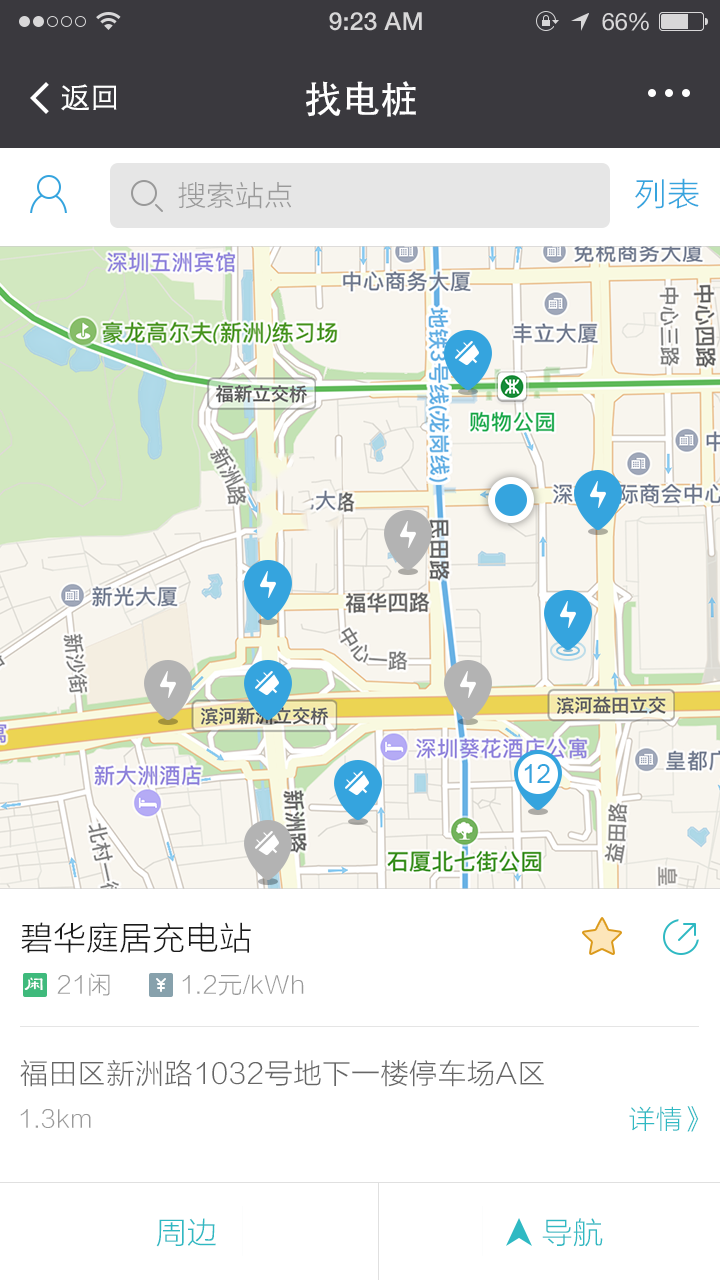 9:23 AM
66%
返回
找电桩
搜索站点
列表
深圳五洲宾馆
免税商务大厦
中心商务大厦
中心四路
中心三路
地铁3号线(龙岗线)
豪龙高尔夫(新洲)练习场
丰立大厦
福新立交桥
购物公园
新洲路
大路
民田路
新光大厦
福华四路
新沙街
中心一路
滨河新洲立交桥
滨河益田立交
深圳葵花酒店公寓
新大洲酒店
12
皇都广
新洲路
益田路
北村一
石厦北七街公园
皇
碧华庭居充电站
闲 21闲 ¥ 1.2元/kWh
福田区新洲路1032号地下一楼停车场A区
1.3km
详情》
周边
导航